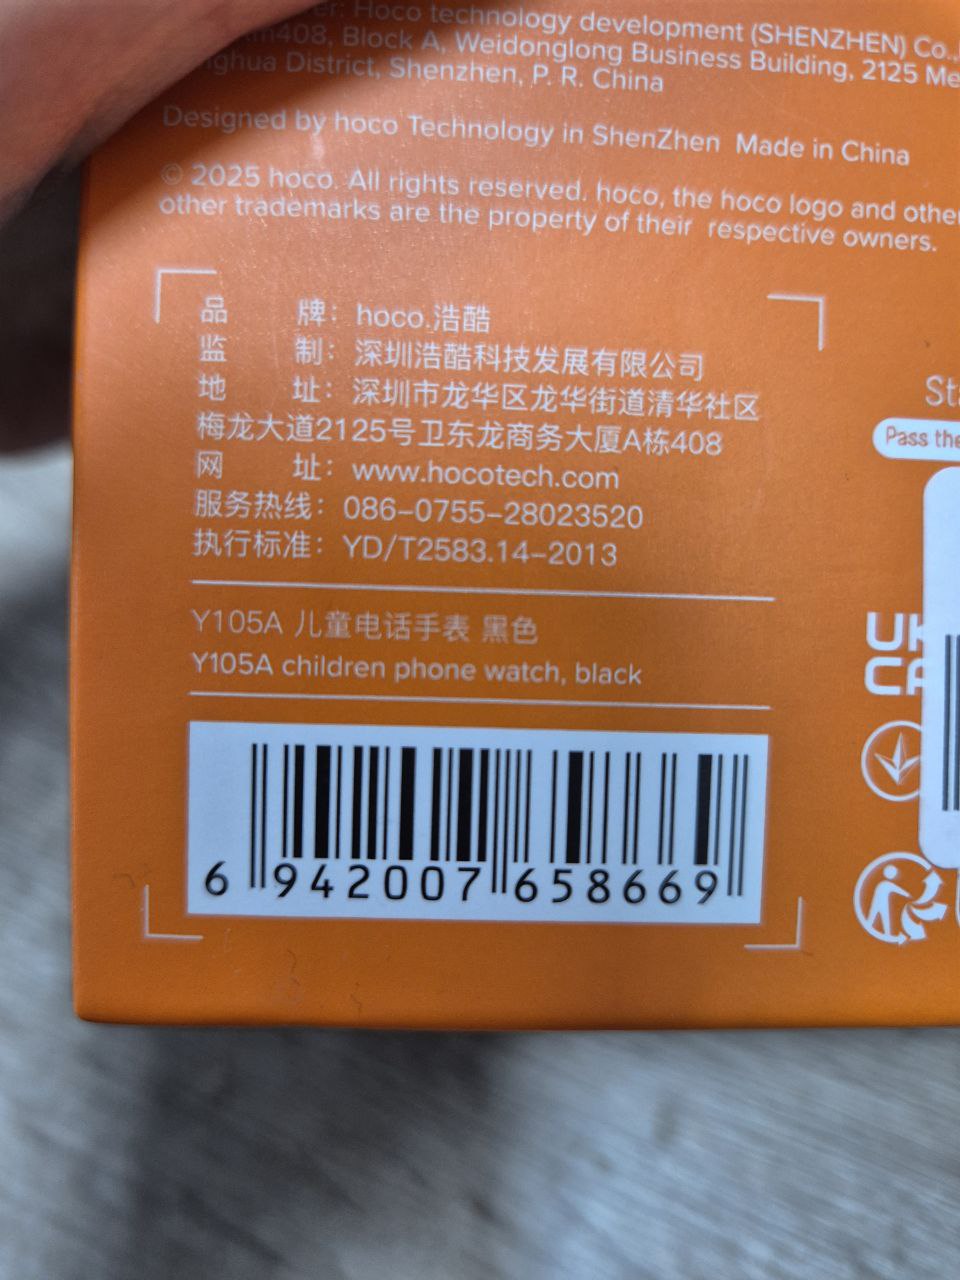 er: Hoco technology development (SHENZHEN) Co.,
m408, Block A, Weidonglong Business Building, 2125 Me
nghua District, Shenzhen, P. R. China
Designed by hoco Technology in ShenZhen Made in China
© 2025 hoco. All rights reserved. hoco, the hoco logo and other
other trademarks are the property of their respective owners.
品 牌：hoco.浩酷
监 制：深圳浩酷科技发展有限公司
地 址：深圳市龙华区龙华街道清华社区
梅龙大道2125号卫东龙商务大厦A栋408
网 址：www.hocotech.com
服务热线：086-0755-28023520
执行标准：YD/T2583.14-2013
Y105A 儿童电话手表 黑色
Y105A children phone watch, black
6 942007 658669
Sta
Pass the
UK
CA